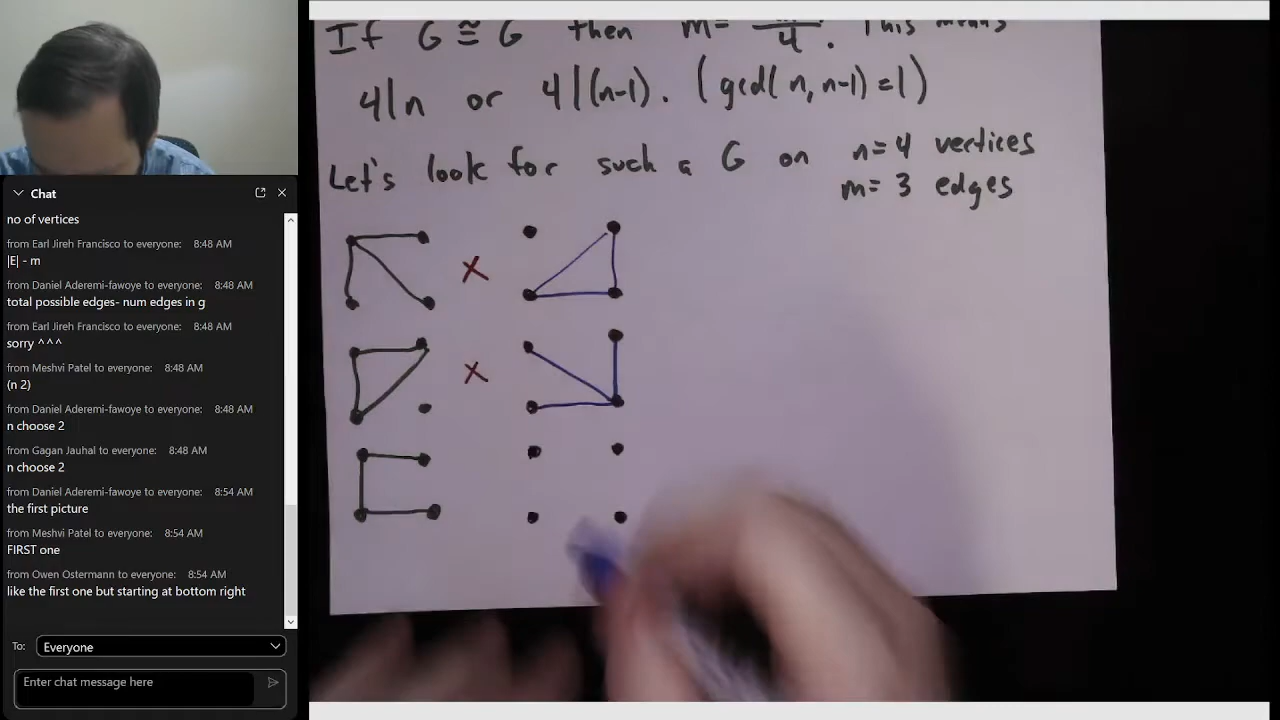 Chat
no of vertices
from Earl Jireh Francisco to everyone: 8:48 AM
|E| - m
from Daniel Aderemi-fawoye to everyone: 8:48 AM
total possible edges- num edges in g
from Earl Jireh Francisco to everyone: 8:48 AM
sorry ^^^
from Meshvi Patel to everyone: 8:48 AM
(n 2)
from Daniel Aderemi-fawoye to everyone: 8:48 AM
n choose 2
from Gagan Jauhal to everyone: 8:48 AM
n choose 2
from Daniel Aderemi-fawoye to everyone: 8:54 AM
the first picture
from Meshvi Patel to everyone: 8:54 AM
FIRST one
from Owen Ostermann to everyone: 8:54 AM
like the first one but starting at bottom right
To: Everyone
Enter chat message here
If G ≅ G then m = 4. This means
4|n or 4|(n-1). (gcd(n, n-1) = 1)
Let's look for such a G on n=4 vertices
m= 3 edges
x
x